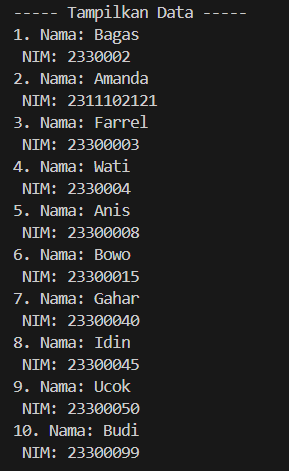 ----- Tampilkan Data -----
1. Nama: Bagas
NIM: 2330002
2. Nama: Amanda
NIM: 2311102121
3. Nama: Farrel
NIM: 23300003
4. Nama: Wati
NIM: 2330004
5. Nama: Anis
NIM: 23300008
6. Nama: Bowo
NIM: 23300015
7. Nama: Gahar
NIM: 23300040
8. Nama: Idin
NIM: 23300045
9. Nama: Ucok
NIM: 23300050
10. Nama: Budi
NIM: 23300099